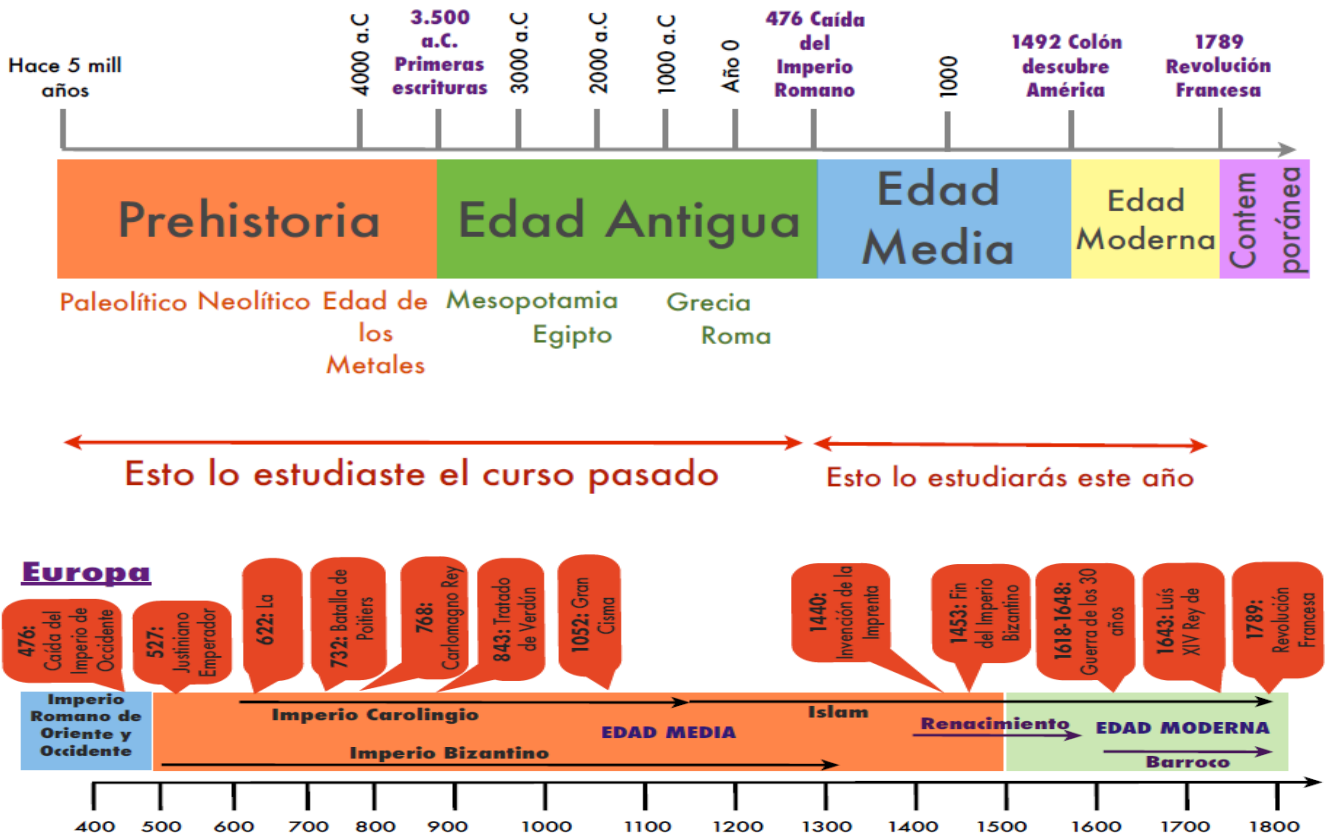 Hace 5 mill
años
4000 a.C
3.500
a.C.
Primeras
escrituras
3000 a.C
2000 a.C
1000 a.C
Año 0
476 Caída
del
Imperio
Romano
1000
1492 Colón
descubre
América
1789
Revolución
Francesa
Prehistoria
Edad Antigua
Edad
Media
Edad
Moderna
Contem
poránea
Paleolítico
Neolítico
Edad de
los
Metales
Mesopotamia
Egipto
Grecia
Roma
Esto lo estudiaste el curso pasado
Esto lo estudiarás este año
Europa
476:
Caída del
Imperio de
Occidente
527:
Justiniano
Emperador
622: La
732: Batalla de
Poitiers
768:
Carlomagno Rey
843: Tratado
de Verdún
1052: Gran
Cisma
1440:
Invención de la
Imprenta
1453: Fin
del Imperio
Bizantino
1618-1648:
Guerra de los 30
años
1643: Luís
XIV Rey de
1789:
Revolución
Francesa
Imperio
Romano de
Oriente y
Occidente
Imperio Carolingio
Islam
EDAD MEDIA
Renacimiento
EDAD MODERNA
Imperio Bizantino
Barroco
400 500 600 700 800 900 1000 1100 1200 1300 1400 1500 1600 1700 1800